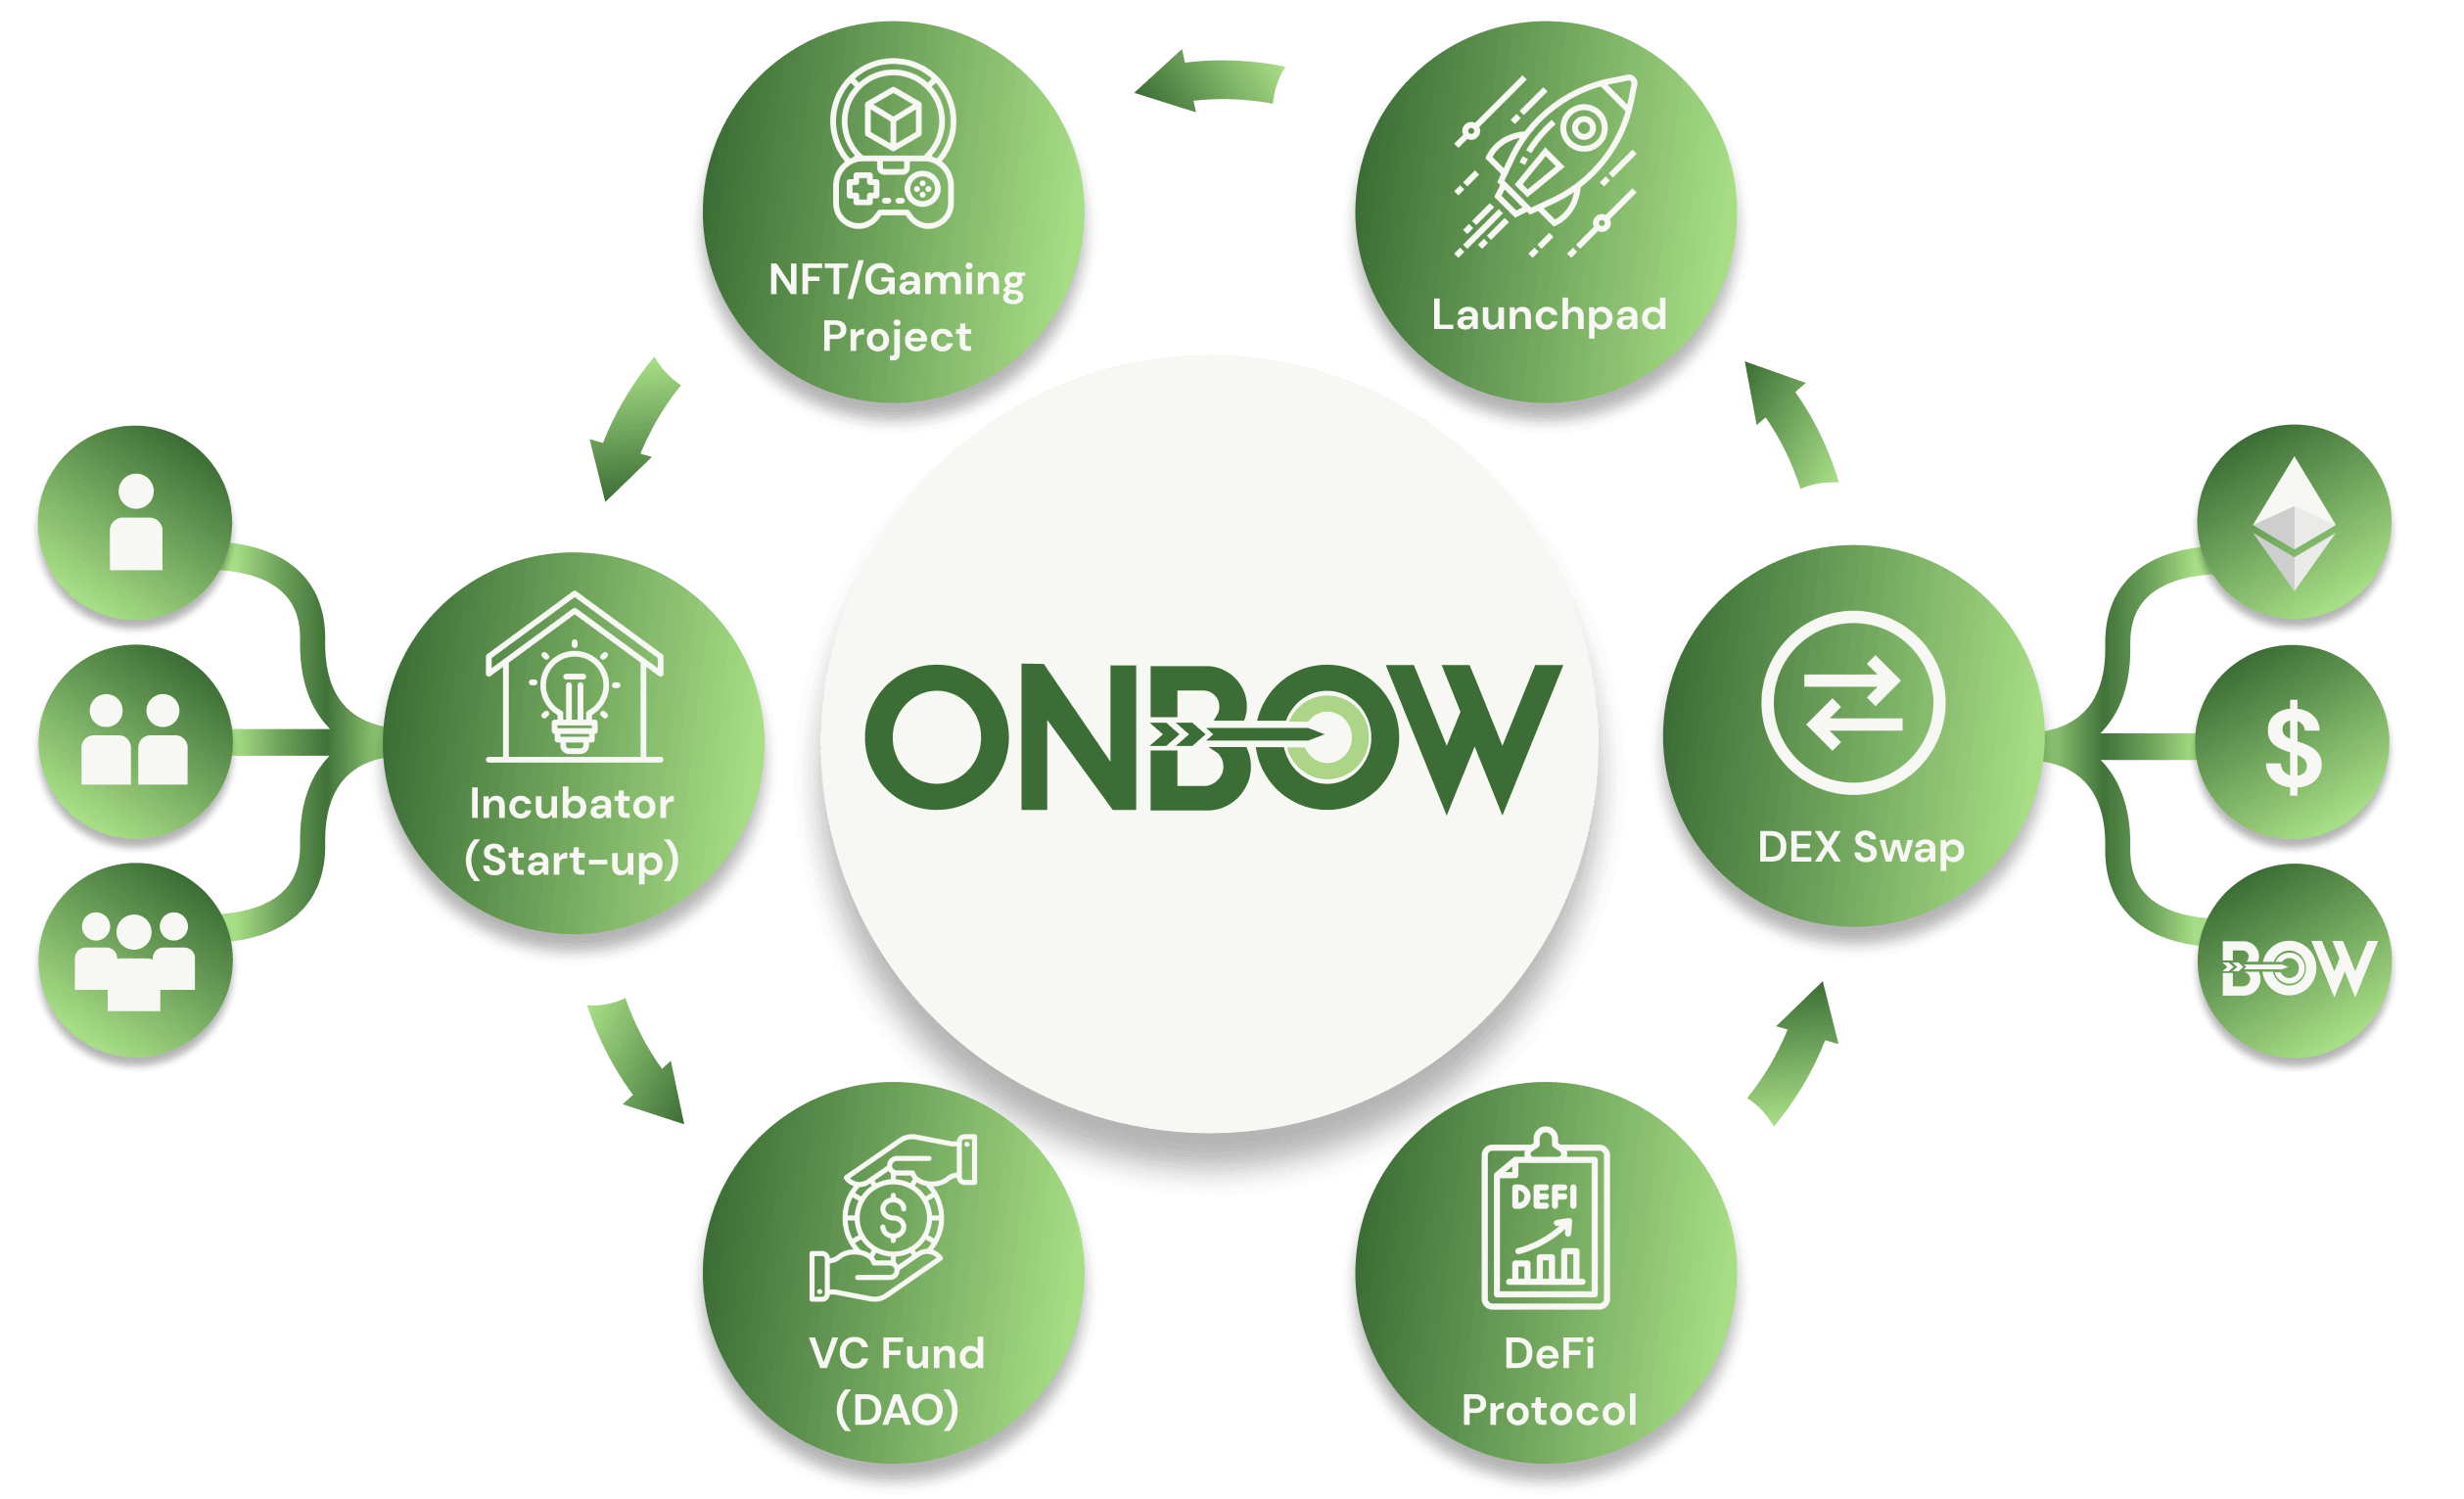 NFT/Gaming
Project
Launchpad
Incubator
(Start-up)
ONBOW
DEX Swap
$
BOW
VC Fund
(DAO)
$
DEFI
DeFi
Protocol